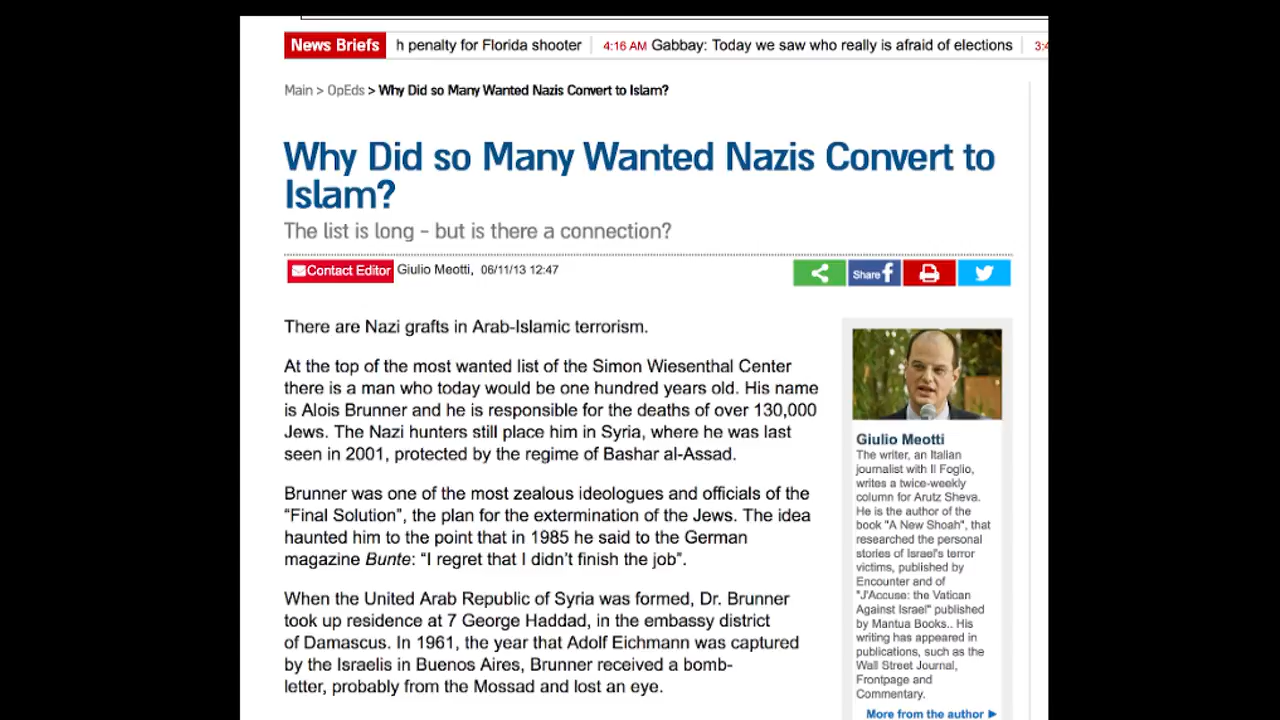 News Briefs h penalty for Florida shooter 4:16 AM Gabbay: Today we saw who really is afraid of elections
Main > OpEds > Why Did so Many Wanted Nazis Convert to Islam?
Why Did so Many Wanted Nazis Convert to
Islam?
The list is long - but is there a connection?
Contact Editor Giulio Meotti, 06/11/13 12:47
Share f
There are Nazi grafts in Arab-Islamic terrorism.
At the top of the most wanted list of the Simon Wiesenthal Center
there is a man who today would be one hundred years old. His name
is Alois Brunner and he is responsible for the deaths of over 130,000
Jews. The Nazi hunters still place him in Syria, where he was last
seen in 2001, protected by the regime of Bashar al-Assad.
Brunner was one of the most zealous ideologues and officials of the
“Final Solution”, the plan for the extermination of the Jews. The idea
haunted him to the point that in 1985 he said to the German
magazine Bunte: “I regret that I didn’t finish the job”.
When the United Arab Republic of Syria was formed, Dr. Brunner
took up residence at 7 George Haddad, in the embassy district
of Damascus. In 1961, the year that Adolf Eichmann was captured
by the Israelis in Buenos Aires, Brunner received a bomb-
letter, probably from the Mossad and lost an eye.
Giulio Meotti
The writer, an Italian
journalist with Il Foglio,
writes a twice-weekly
column for Arutz Sheva.
He is the author of the
book "A New Shoah", that
researched the personal
stories of Israel's terror
victims, published by
Encounter and of
"J'Accuse: the Vatican
Against Israel" published
by Mantua Books.. His
writing has appeared in
publications, such as the
Wall Street Journal,
Frontpage and
Commentary.
More from the author ►